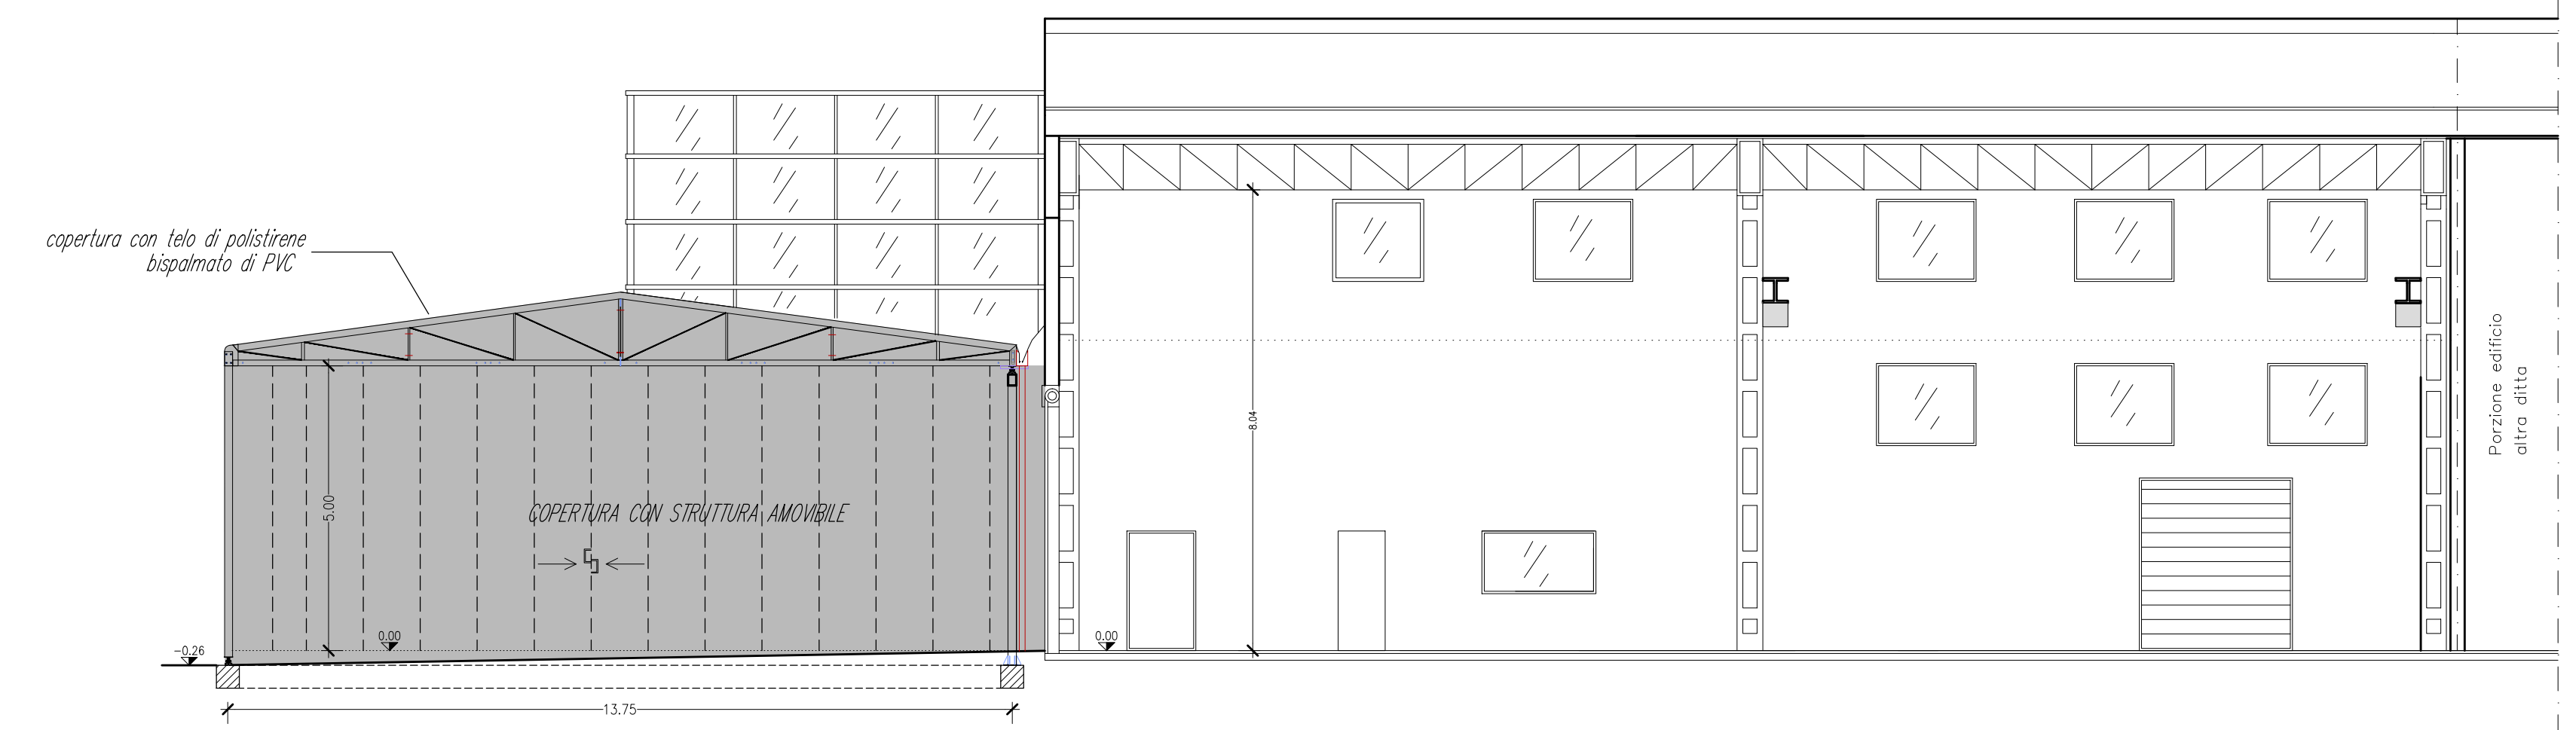 copertura con telo di polistirene
bispalmato di PVC
COPERTURA CON STRUTTURA AMOVIBILE
5.00
0.00
-0.26
13.75
8.04
0.00
Porzione edificio
altra ditta